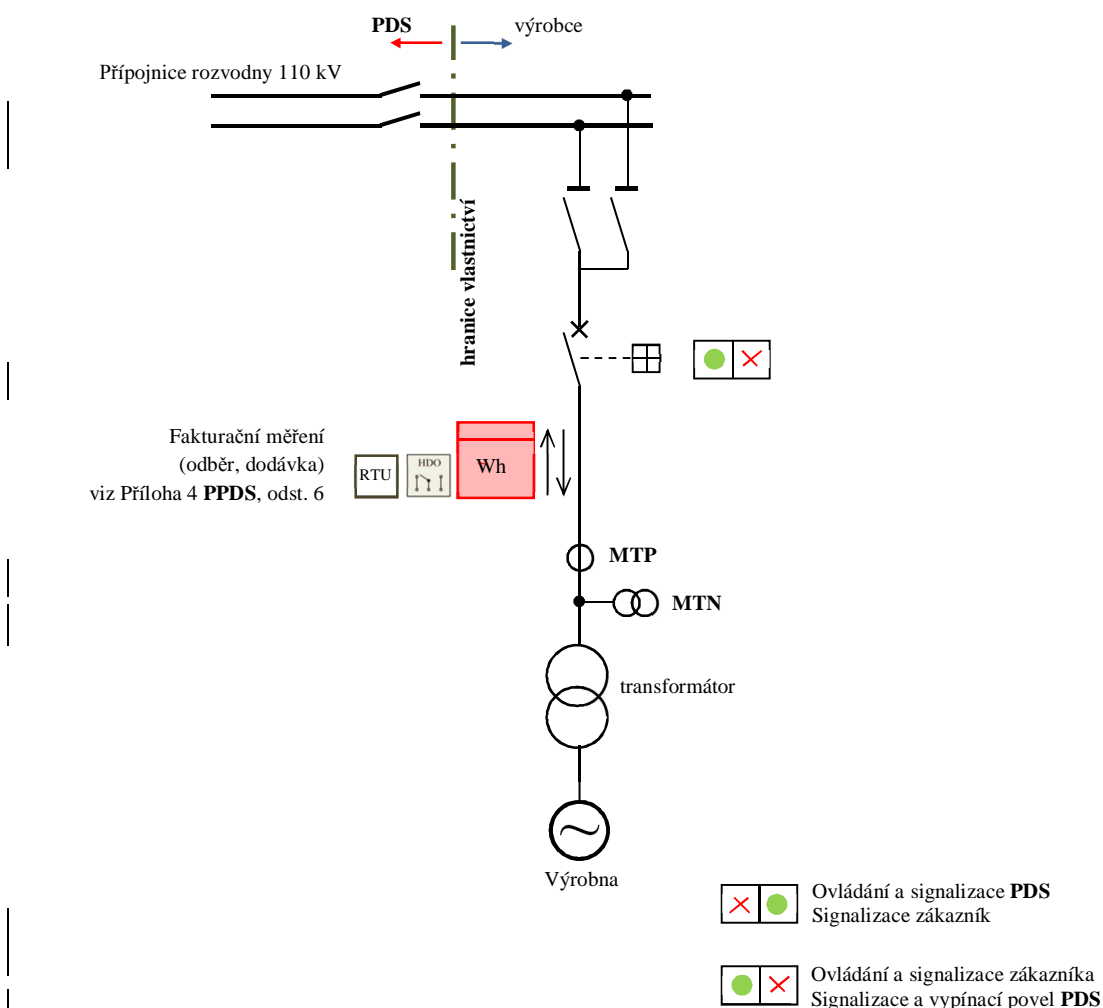 PDS
výrobce
Přípojnice rozvodny 110 kV
hranice vlastnictví
Fakturační měření
(odběr, dodávka)
viz Příloha 4 PPDS, odst. 6
RTU
HDO
Wh
MTP
MTN
transformátor
Výrobna
Ovládání a signalizace PDS
Signalizace zákazník
Ovládání a signalizace zákazníka
Signalizace a vypínací povel PDS